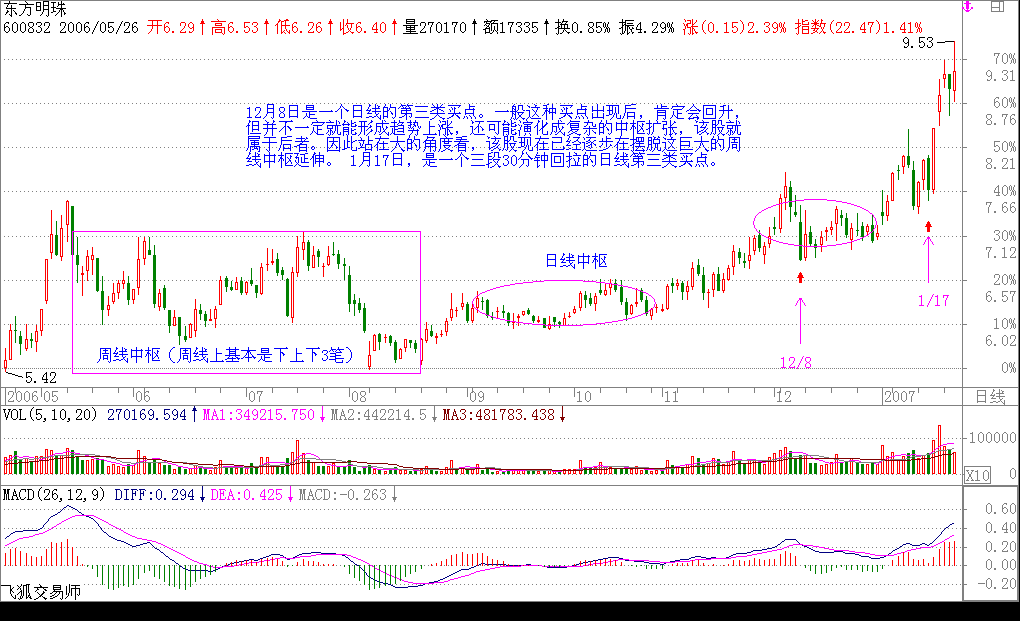 东方明珠
600832 2006/05/26 开6.29↑高6.53↑低6.26↑收6.40↑量270170↑额17335↑换0.85% 振4.29% 涨(0.15)2.39% 指数(22.47)1.41%
9.53
70%
9.31
60%
8.76
50%
8.21
40%
7.66
30%
7.12
20%
6.57
10%
6.02
0%
12月8日是一个日线的第三类买点。一般这种买点出现后，肯定会回升，
但并不一定就能形成趋势上涨，还可能演化成复杂的中枢扩张，该股就
属于后者。因此站在大的角度看，该股现在已经逐步在摆脱这巨大的周
线中枢延伸。 1月17日，是一个三段30分钟回拉的日线第三类买点。
日线中枢
1/17
12/8
周线中枢（周线上基本是下上下3笔）
5.42
2006 05 06 07 08 09 10 11 12 2007 日线
VOL(5,10,20) 270169.594↑MA1:349215.750↓MA2:442214.5↓MA3:481783.438↓
100000
0
X10
MACD(26,12,9) DIFF:0.294↓DEA:0.425↓MACD:-0.263↓
0.60
0.40
0.20
0.00
-0.20
飞狐交易师